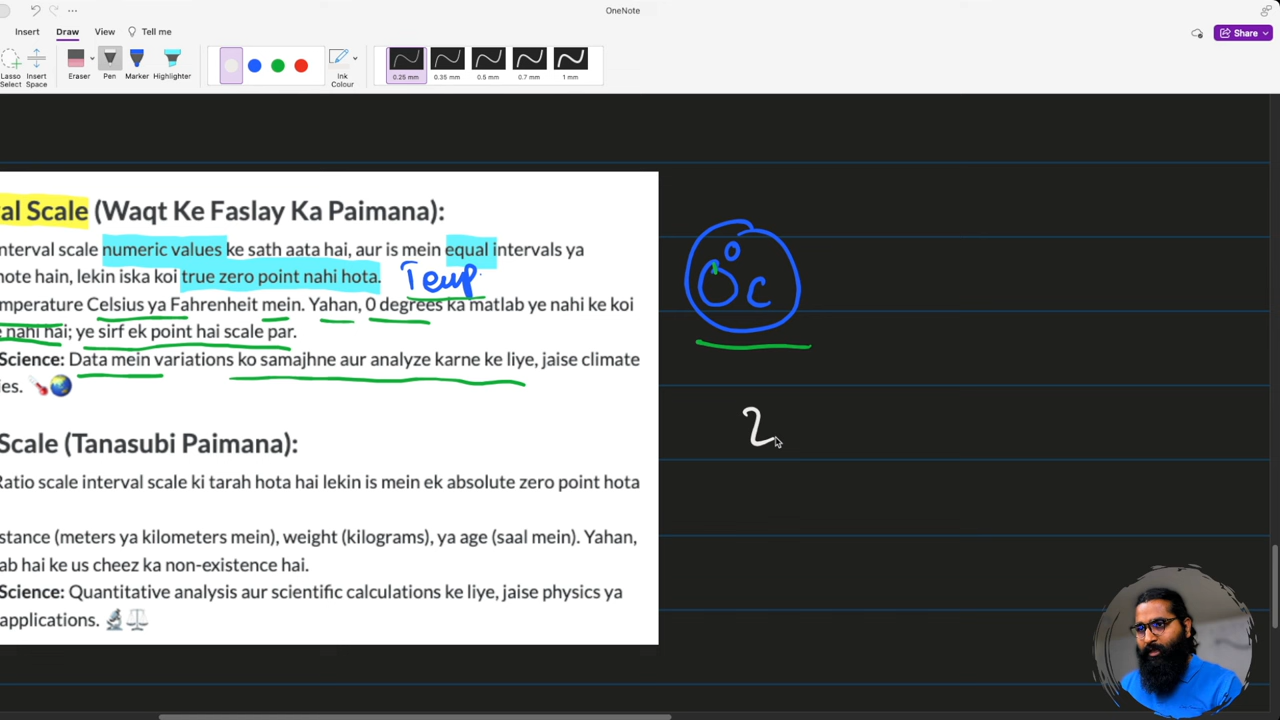 OneNote
Insert Draw View Tell me
Share
Lasso Select
Insert Space
Eraser
Pen
Marker
Highlighter
Ink Colour
0.25 mm
0.35 mm
0.5 mm
0.7 mm
1 mm
al Scale (Waqt Ke Faslay Ka Paimana):
nterval scale numeric values ke sath aata hai, aur is mein equal intervals ya
hote hain, lekin iska koi true zero point nahi hota. Temp
mperature Celsius ya Fahrenheit mein. Yahan, 0 degrees ka matlab ye nahi ke koi
e nahi hai; ye sirf ek point hai scale par.
Science: Data mein variations ko samajhne aur analyze karne ke liye, jaise climate
ies.
0 o C
2
Scale (Tanasubi Paimana):
Ratio scale interval scale ki tarah hota hai lekin is mein ek absolute zero point hota
stance (meters ya kilometers mein), weight (kilograms), ya age (saal mein). Yahan,
ab hai ke us cheez ka non-existence hai.
Science: Quantitative analysis aur scientific calculations ke liye, jaise physics ya
applications.